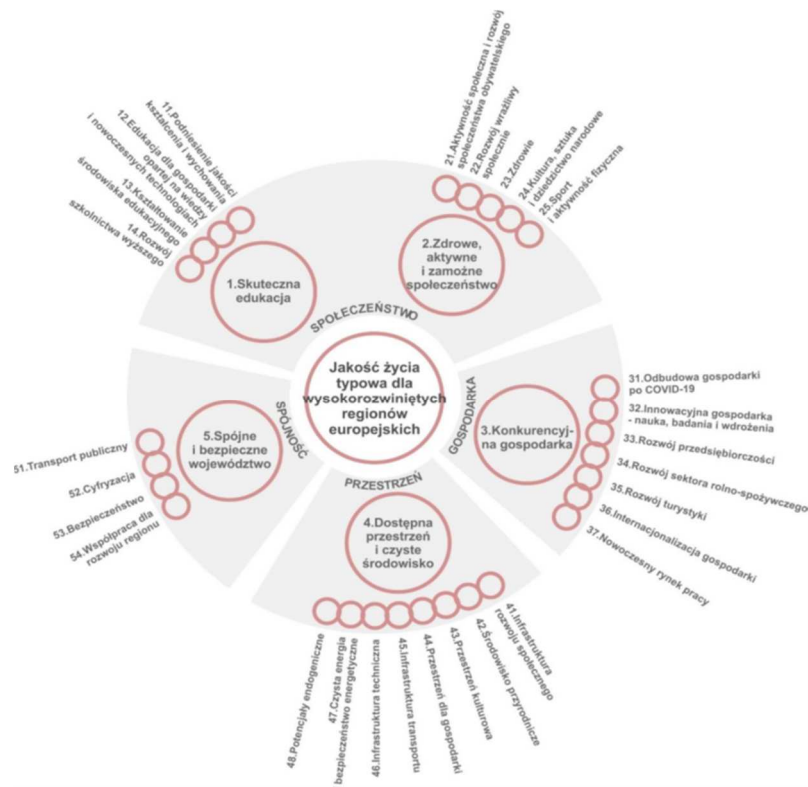 Jakość życia
typowa dla
wysokorozwiniętych
regionów
europejskich
SPOŁECZEŃSTWO
1.Skuteczna
edukacja
11.Podniesienie jakości
kształcenia i wychowania
12.Edukacja dla gospodarki
opartej na wiedzy
i nowoczesnych technologiach
13.Kształtowanie
środowiska edukacyjnego
14.Rozwój
szkolnictwa wyższego
2.Zdrowe,
aktywne
i zamożne
społeczeństwo
21.Aktywność społeczna i rozwój
społeczeństwa obywatelskiego
22.Rozwój wrażliwy
społecznie
23.Zdrowie
24.Kultura, sztuka
i dziedzictwo narodowe
25.Sport
i aktywność fizyczna
GOSPODARKA
3.Konkurencyj-
na gospodarka
31.Odbudowa gospodarki
po COVID-19
32.Innowacyjna gospodarka
- nauka, badania i wdrożenia
33.Rozwój przedsiębiorczości
34.Rozwój sektora rolno-spożywczego
35.Rozwój turystyki
36.Internacjonalizacja gospodarki
37.Nowoczesny rynek pracy
PRZESTRZEŃ
4.Dostępna
przestrzeń
i czyste
środowisko
41.Infrastruktura
rozwoju społecznego
42.Środowisko przyrodnicze
43.Przestrzeń kulturowa
44.Przestrzeń dla gospodarki
45.Infrastruktura transportu
46.Infrastruktura techniczna
47.Czysta energia
bezpieczeństwo energetyczne
48.Potencjały endogeniczne
SPÓJNOŚĆ
5.Spójne
i bezpieczne
województwo
51.Transport publiczny
52.Cyfryzacja
53.Bezpieczeństwo
54.Współpraca dla
rozwoju regionu